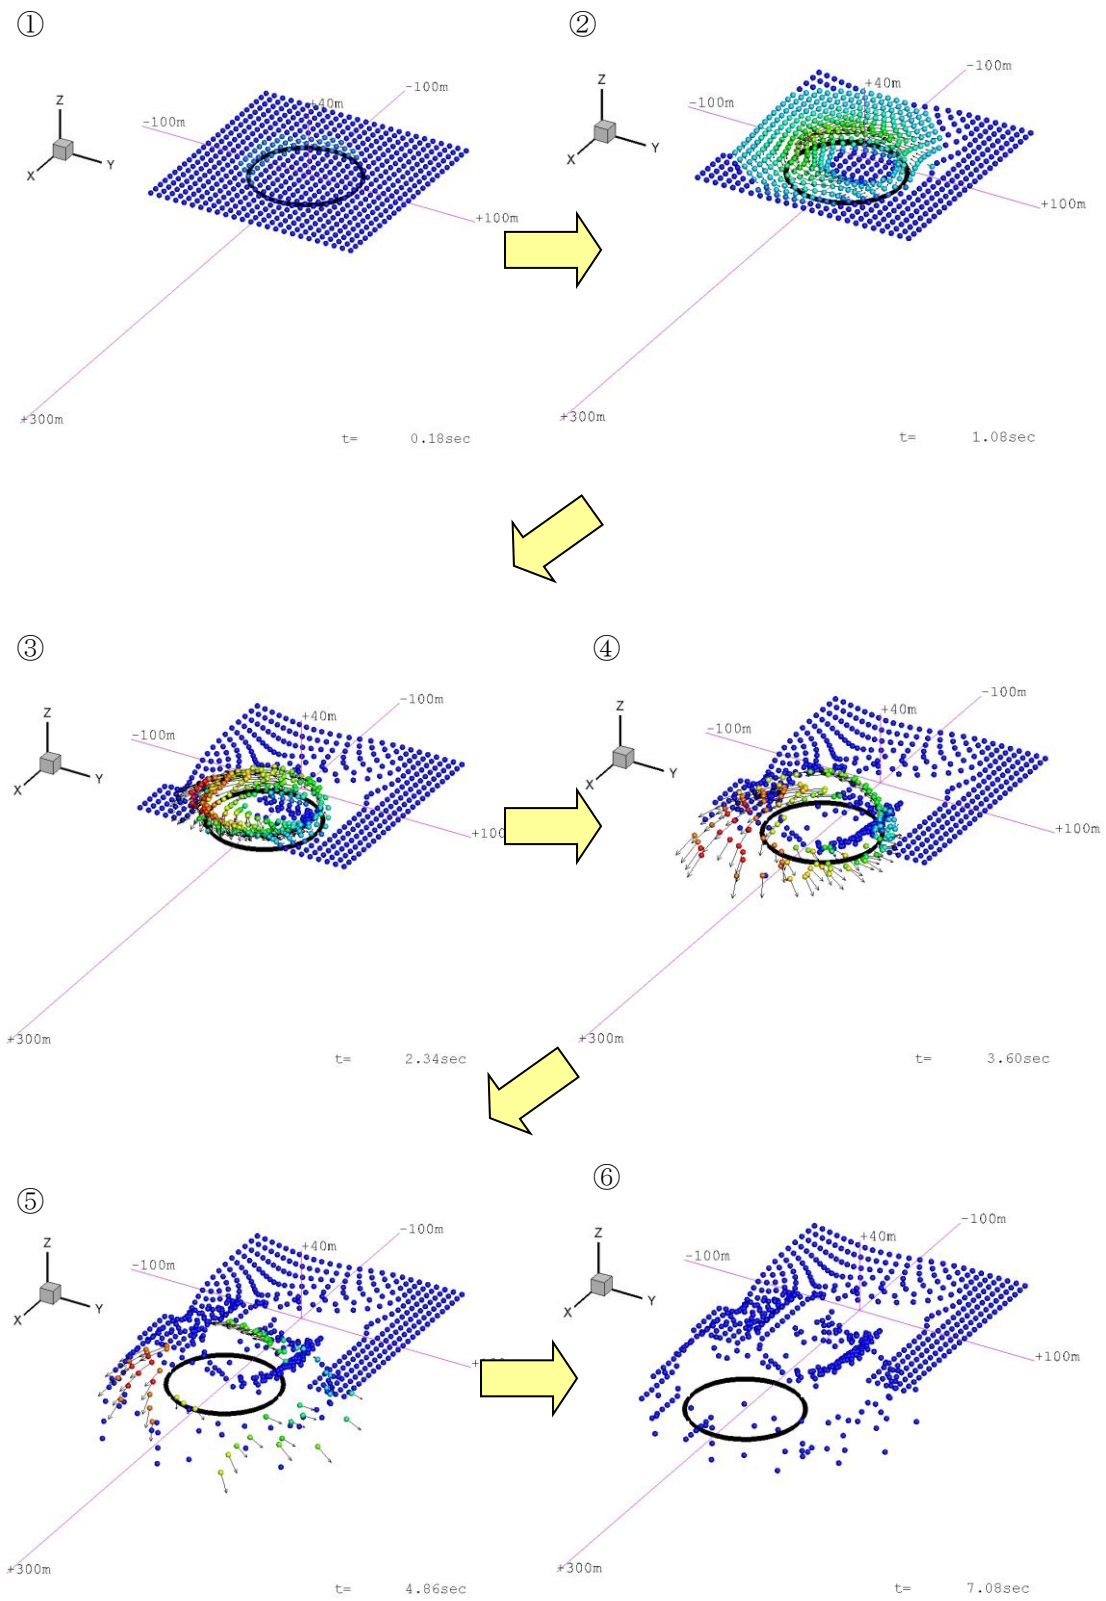 ① ②
Z
-100m
+40m
-100m
X
Y
+100m
+300m
t= 0.18sec
Z
-100m
+40m
-100m
X
Y
+100m
+300m
t= 1.08sec
③ ④
Z
-100m
+40m
-100m
X
Y
+100
+300m
t= 2.34sec
Z
-100m
+40m
-100m
X
Y
+100m
+300m
t= 3.60sec
⑤ ⑥
Z
-100m
+40m
-100m
X
Y
+300m
t= 4.86sec
Z
-100m
+40m
-100m
X
Y
+100m
+300m
t= 7.08sec